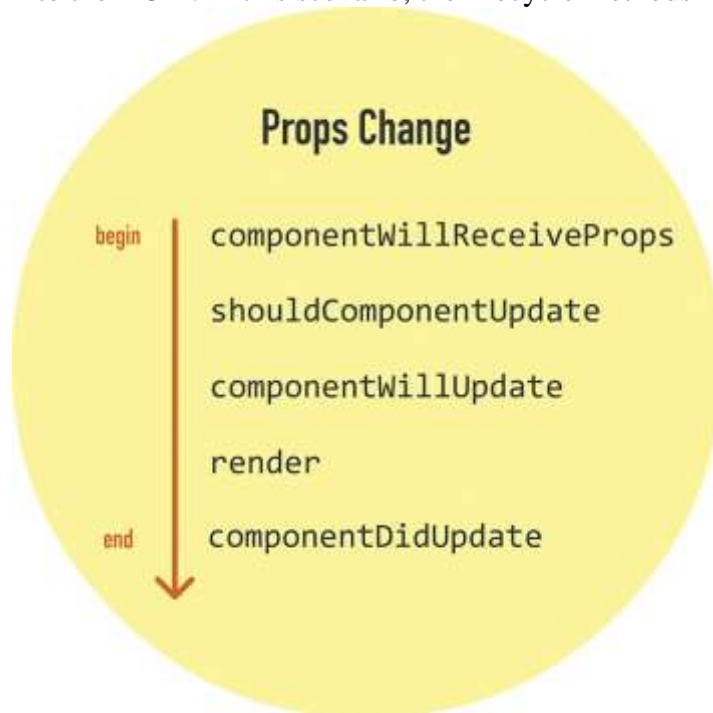 Props Change
begin
componentWillReceiveProps
shouldComponentUpdate
componentWillUpdate
render
end
componentDidUpdate